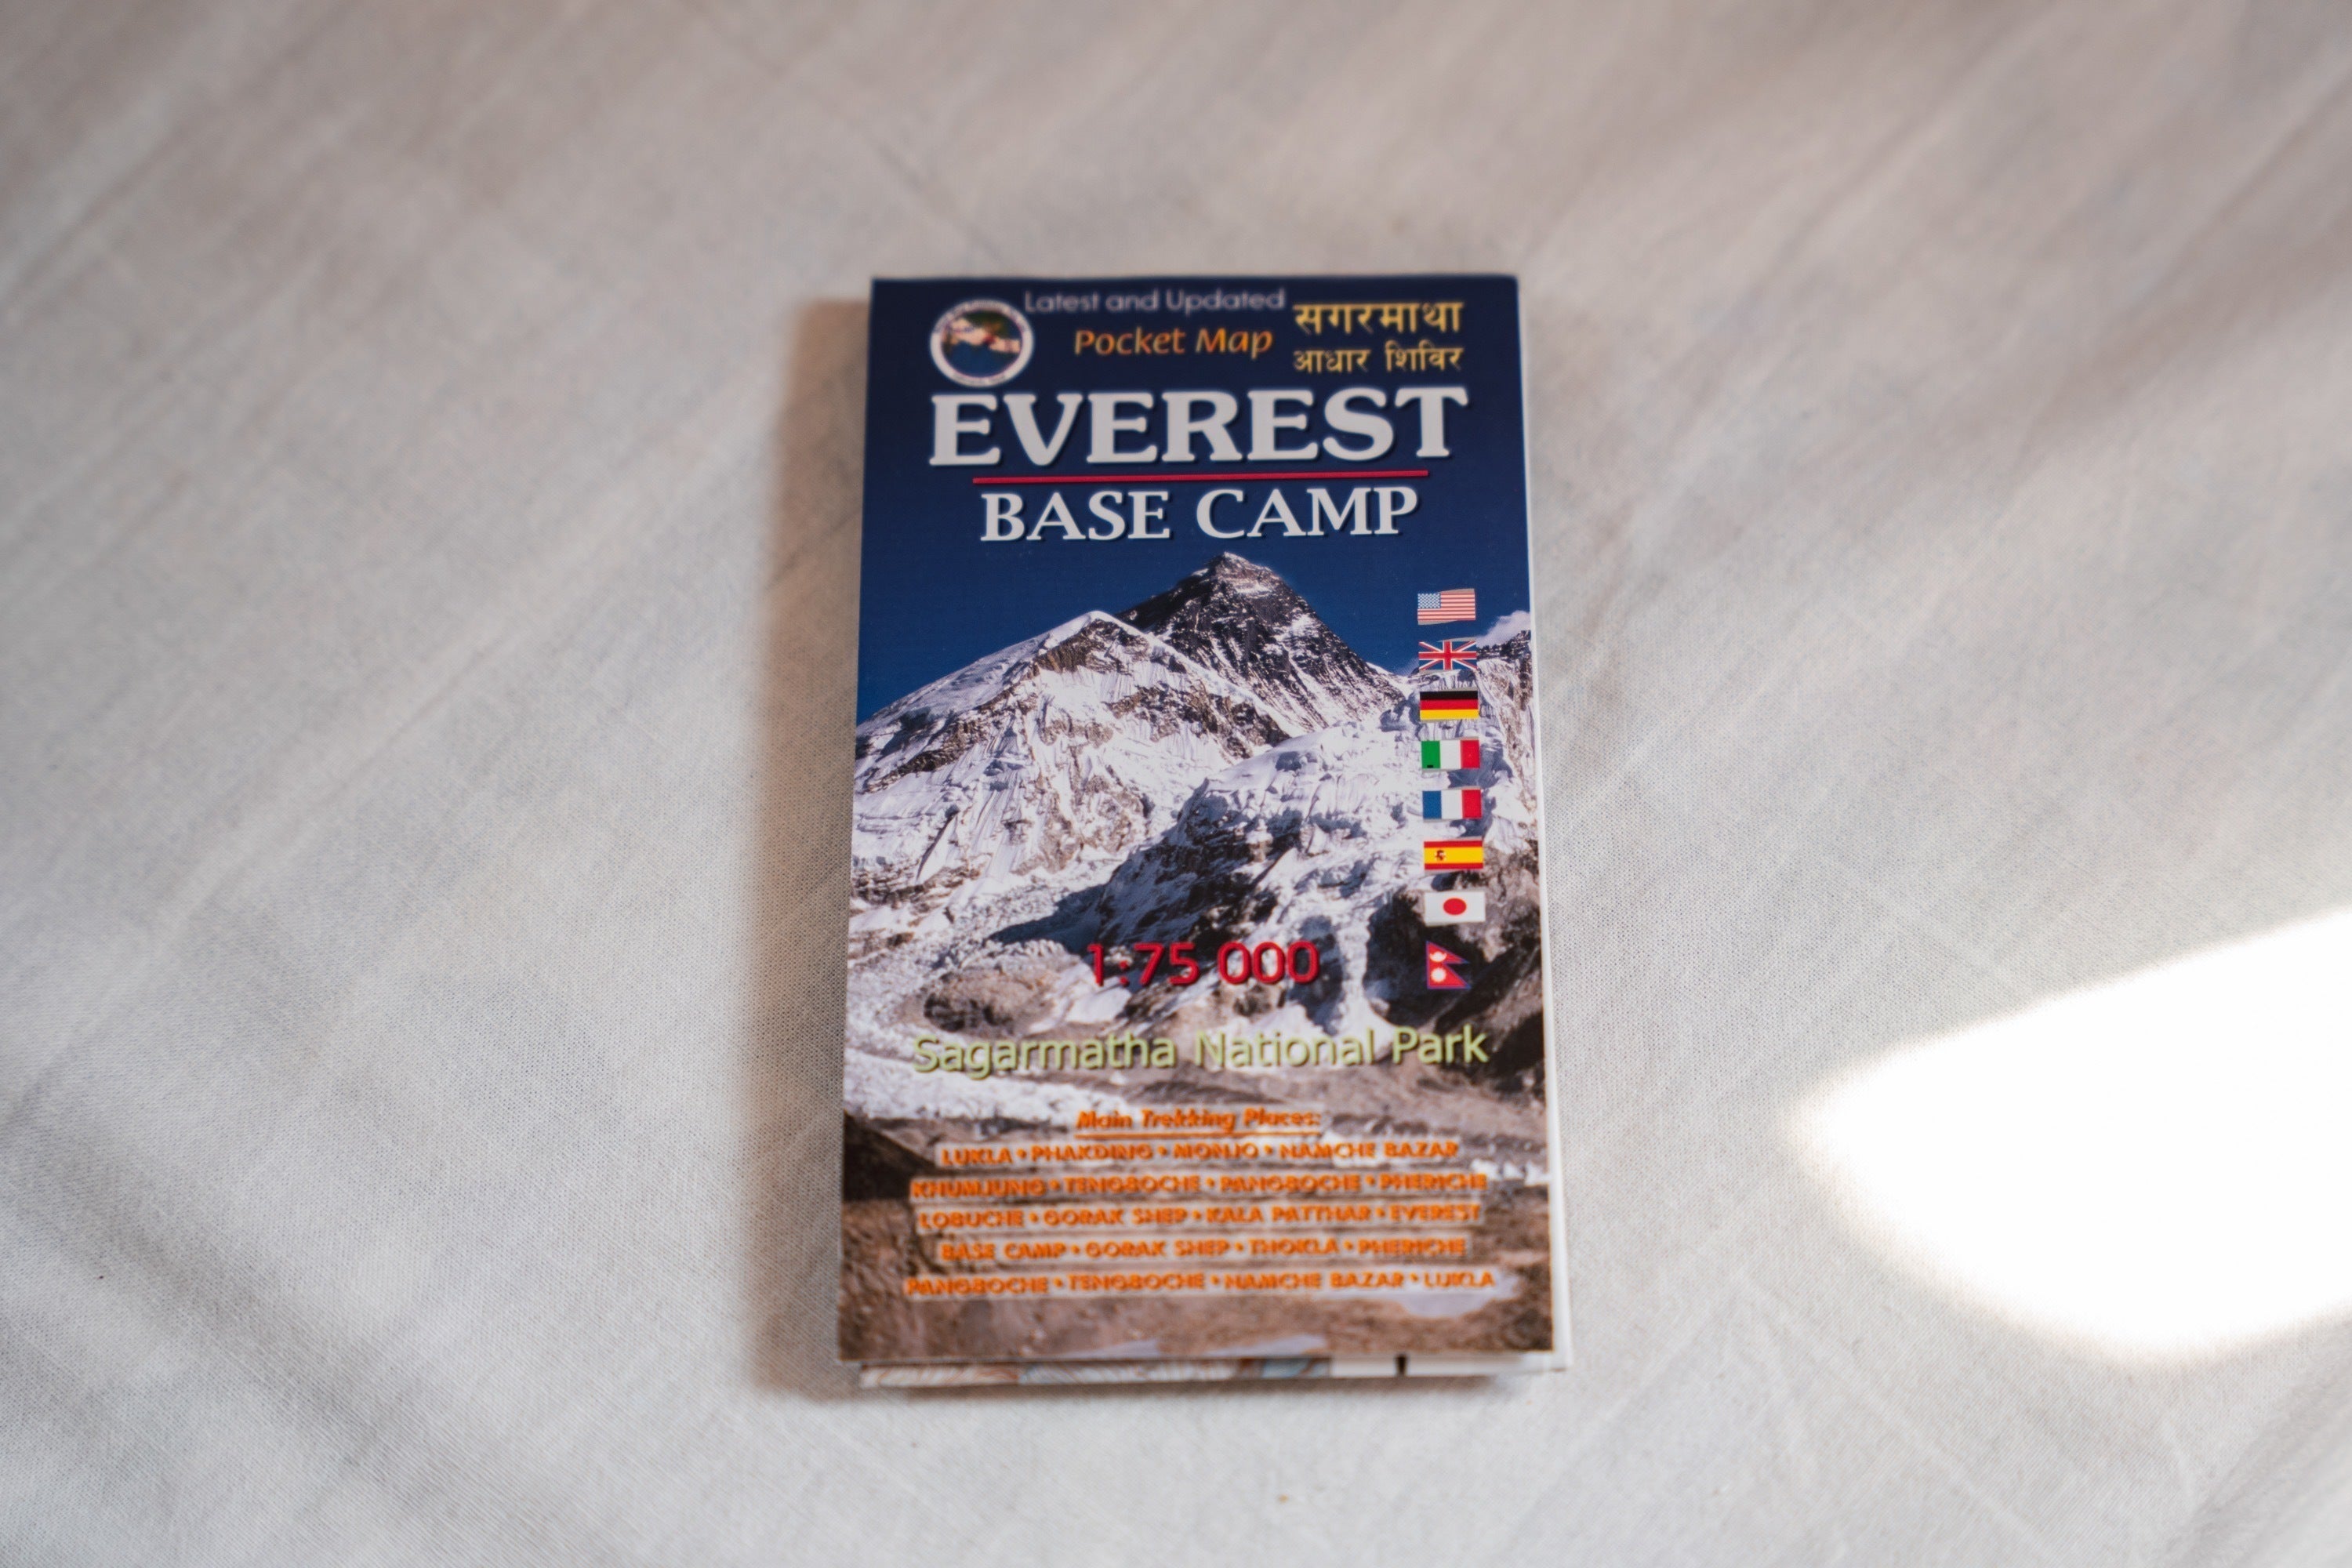 Latest and Updated
Pocket Map
सगरमाथा
आधार शिविर
EVEREST
BASE CAMP
1:75 000
Sagarmatha National Park
Main Trekking Places:
LUKLA • PHAKDING • MONJO • NAMCHE BAZAR
KHUMJUNG • TENGBOCHE • PANGBOCHE • PHERICHE
LOBUCHE • GORAK SHEP • KALA PATTHAR • EVEREST
BASE CAMP • GORAK SHEP • THOKLA • PHERICHE
PANGBOCHE • TENGBOCHE • NAMCHE BAZAR • LUKLA